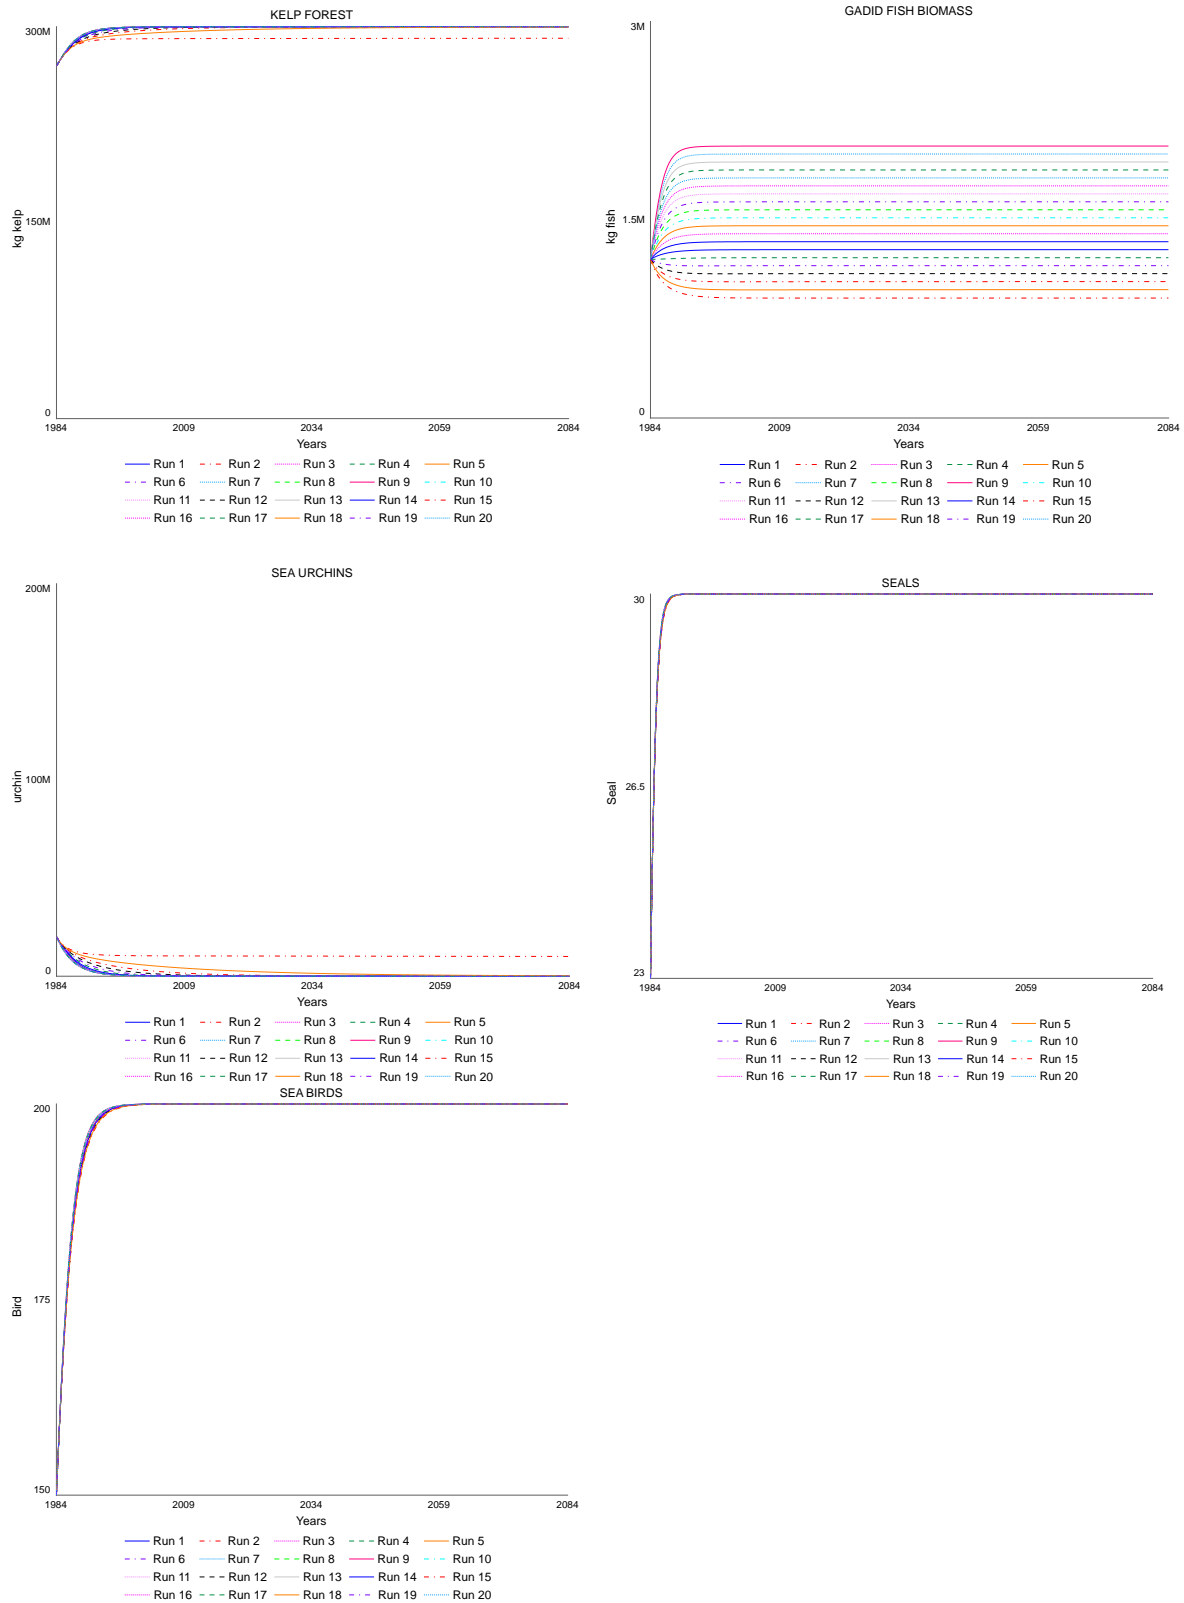 KELP FOREST
300M
150M
0
kg kelp
1984 2009 2034 2059 2084
Years
Run 1 Run 2 Run 3 Run 4 Run 5
Run 6 Run 7 Run 8 Run 9 Run 10
Run 11 Run 12 Run 13 Run 14 Run 15
Run 16 Run 17 Run 18 Run 19 Run 20
GADID FISH BIOMASS
3M
1.5M
0
kg fish
1984 2009 2034 2059 2084
Years
Run 1 Run 2 Run 3 Run 4 Run 5
Run 6 Run 7 Run 8 Run 9 Run 10
Run 11 Run 12 Run 13 Run 14 Run 15
Run 16 Run 17 Run 18 Run 19 Run 20
SEA URCHINS
200M
100M
0
urchin
1984 2009 2034 2059 2084
Years
Run 1 Run 2 Run 3 Run 4 Run 5
Run 6 Run 7 Run 8 Run 9 Run 10
Run 11 Run 12 Run 13 Run 14 Run 15
Run 16 Run 17 Run 18 Run 19 Run 20
SEALS
30
26.5
23
Seal
1984 2009 2034 2059 2084
Years
Run 1 Run 2 Run 3 Run 4 Run 5
Run 6 Run 7 Run 8 Run 9 Run 10
Run 11 Run 12 Run 13 Run 14 Run 15
Run 16 Run 17 Run 18 Run 19 Run 20
SEA BIRDS
200
175
150
Bird
1984 2009 2034 2059 2084
Years
Run 1 Run 2 Run 3 Run 4 Run 5
Run 6 Run 7 Run 8 Run 9 Run 10
Run 11 Run 12 Run 13 Run 14 Run 15
Run 16 Run 17 Run 18 Run 19 Run 20